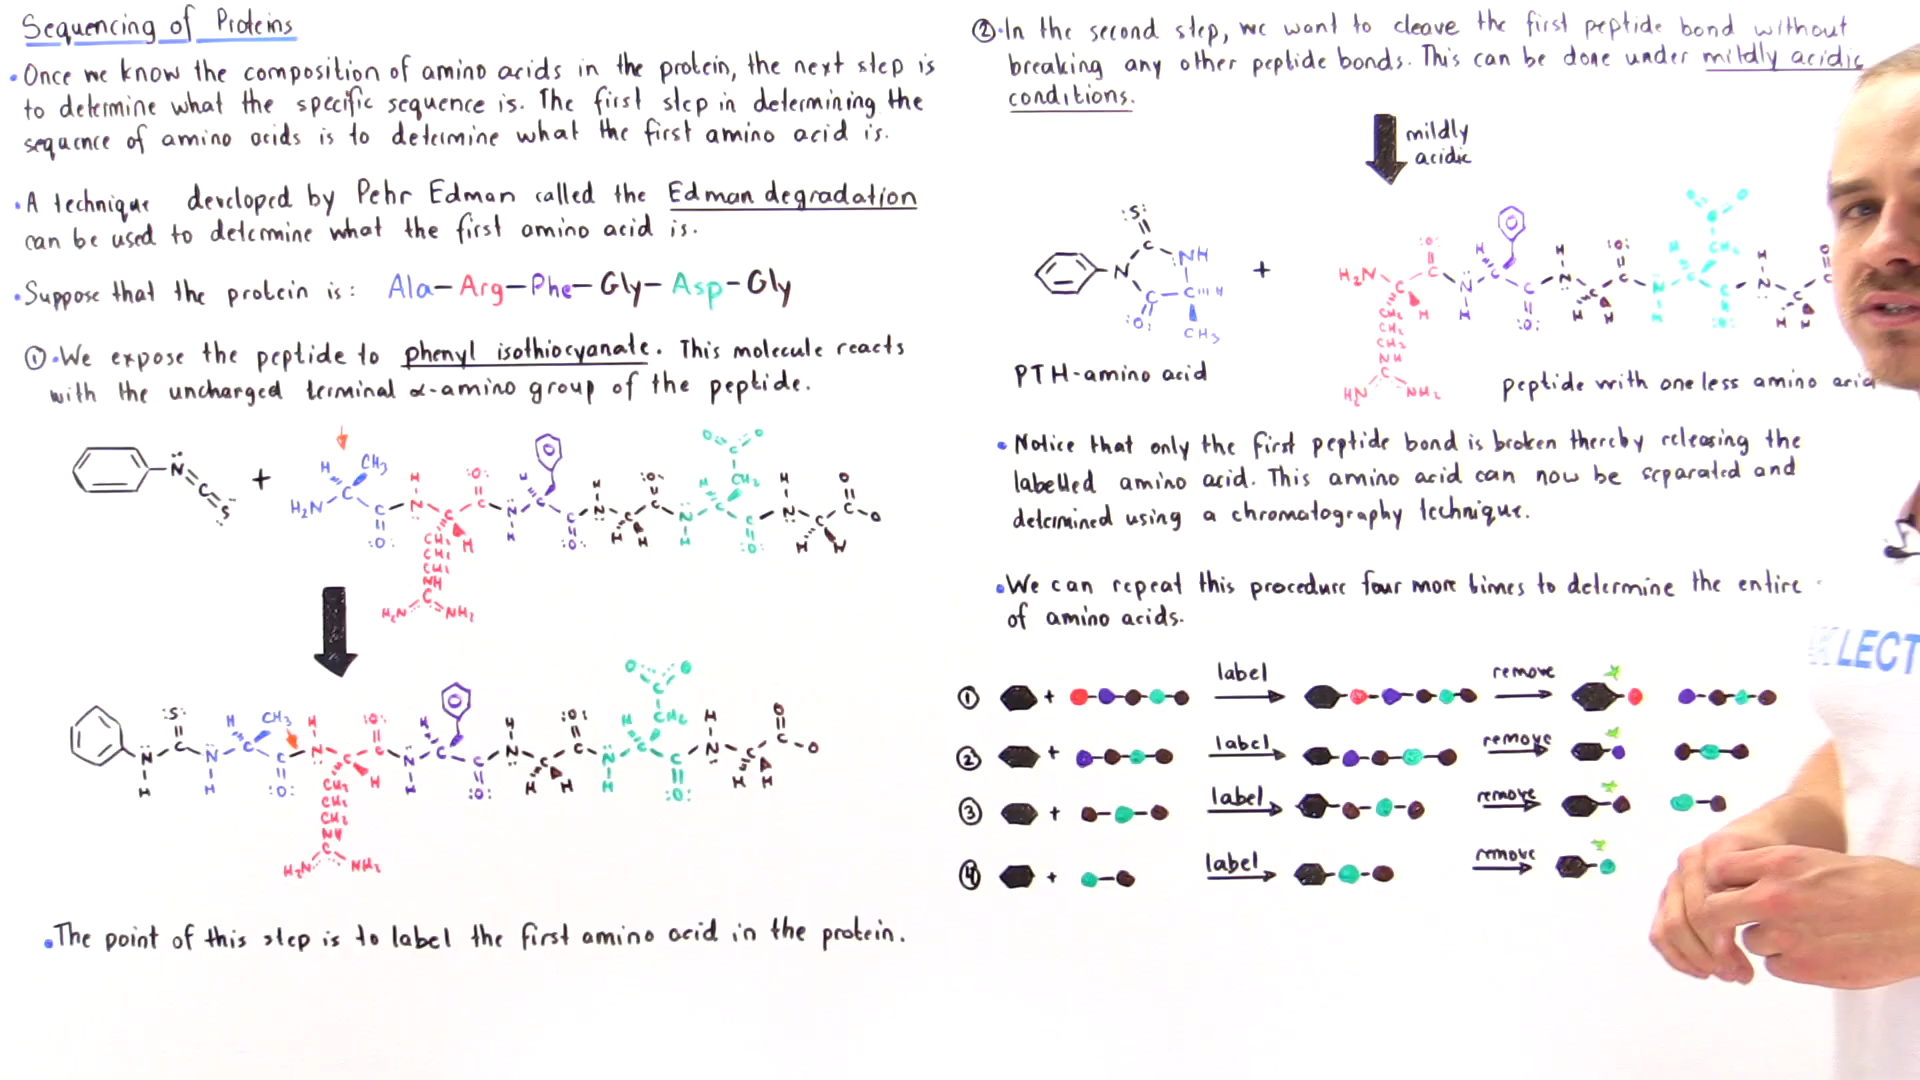 Sequencing of Proteins
• Once we know the composition of amino acids in the protein, the next step is
to determine what the specific sequence is. The first step in determining the
sequence of amino acids is to determine what the first amino acid is.
• A technique developed by Pehr Edman called the Edman degradation
can be used to determine what the first amino acid is.
• Suppose that the protein is: Ala-Arg-Phe-Gly-Asp-Gly
① • We expose the peptide to phenyl isothiocyanate. This molecule reacts
with the uncharged terminal α-amino group of the peptide.
• The point of this step is to label the first amino acid in the protein.
② • In the second step, we want to cleave the first peptide bond without
breaking any other peptide bonds. This can be done under mildly acidic
conditions.
mildly
acidic
PTH-amino acid
peptide with one less amino acid
• Notice that only the first peptide bond is broken thereby releasing the
labelled amino acid. This amino acid can now be separated and
determined using a chromatography technique.
• We can repeat this procedure four more times to determine the entire
of amino acids.
① + label remove
② + label remove
③ + label remove
④ + label remove
LECT